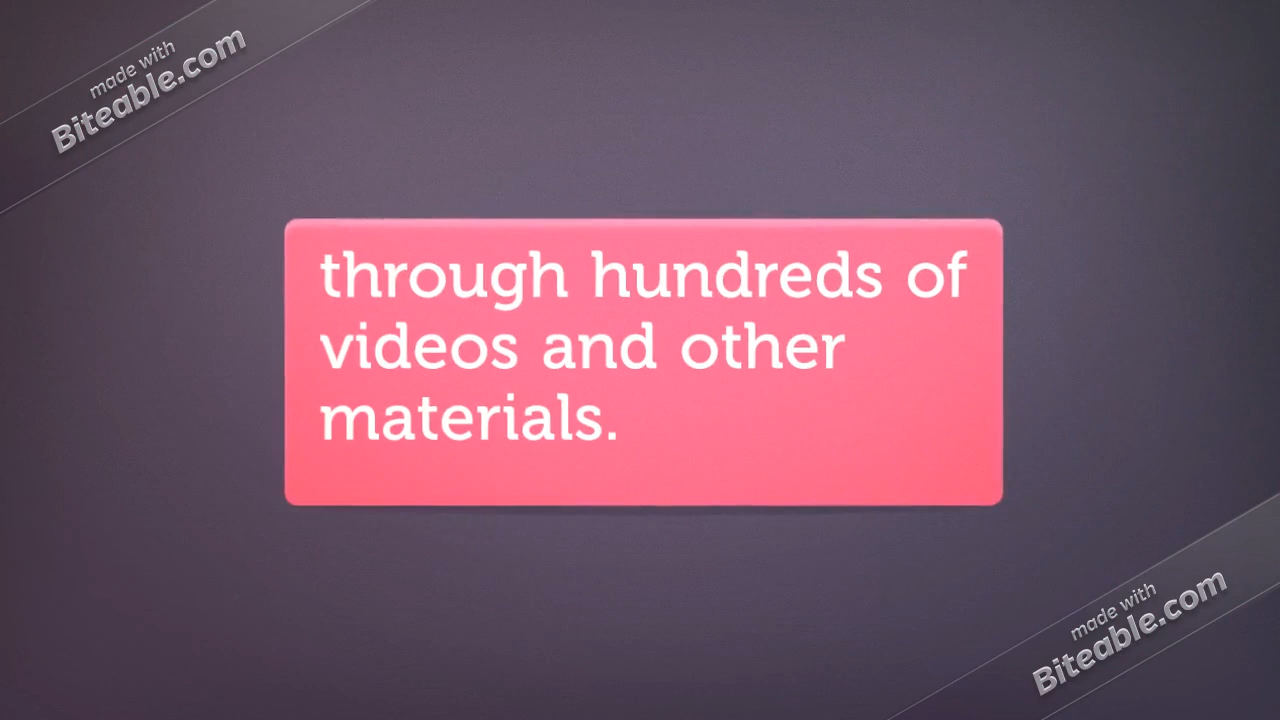 made with
Biteable.com
through hundreds of
videos and other
materials.
made with
Biteable.com